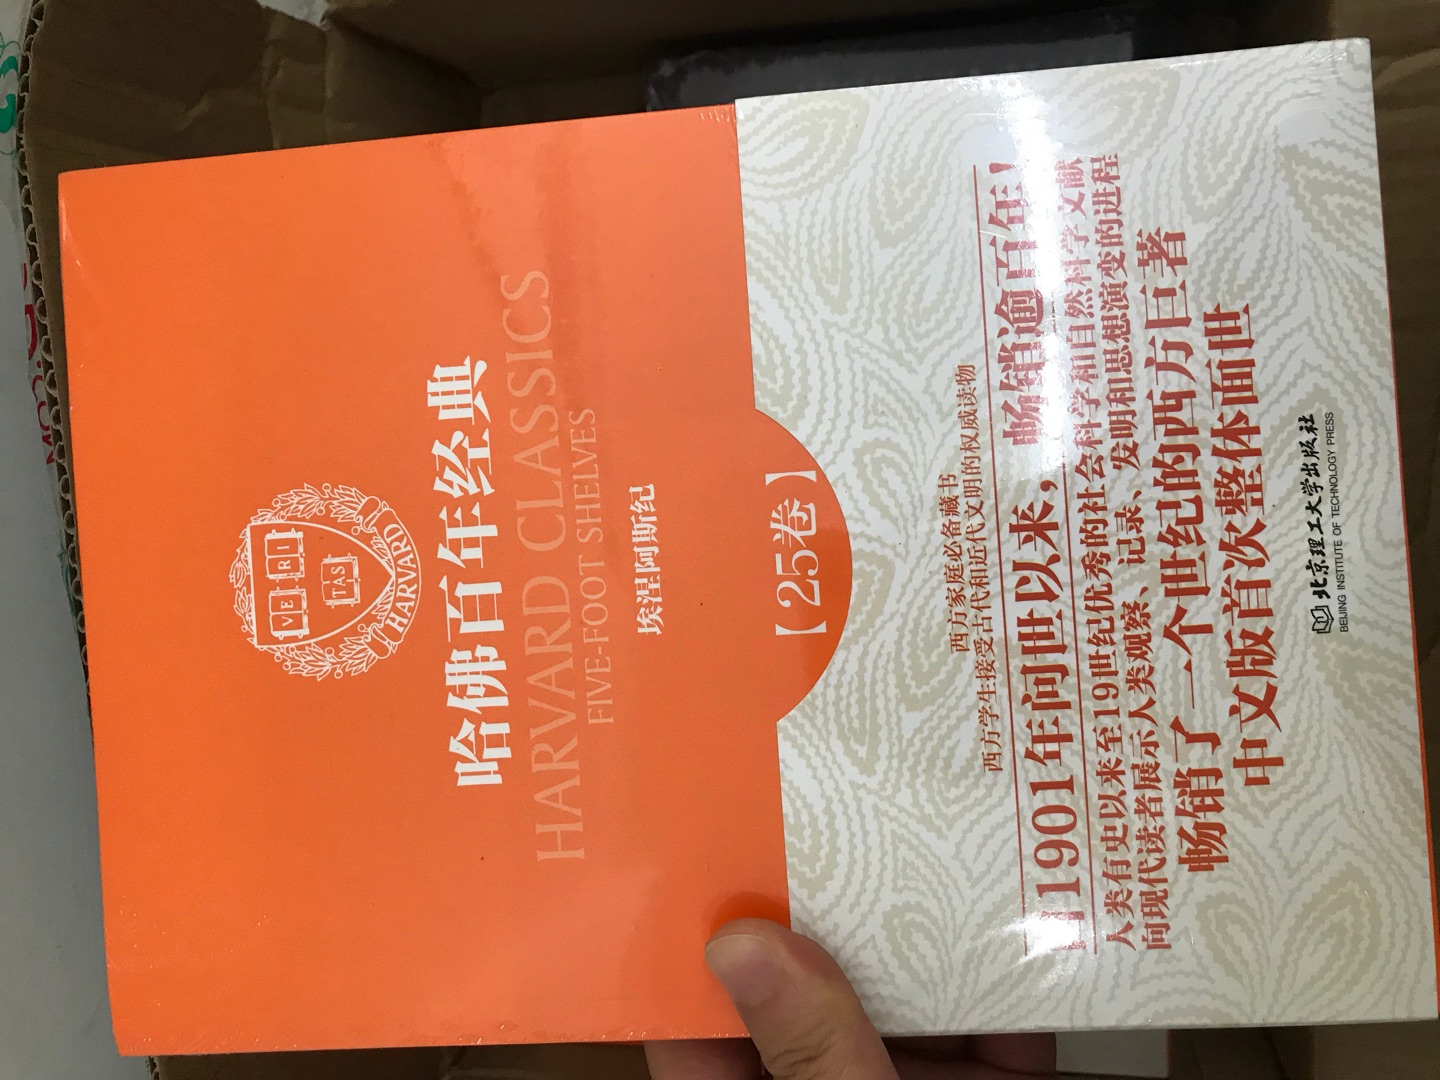 VE RI
TAS
HARVARD
哈佛百年经典
HARVARD CLASSICS
FIVE-FOOT SHELVES
埃涅阿斯纪
【25卷】
西方家庭必备藏书
西方学生接受古代和近代文明的权威读物
自1901年问世以来,畅销逾百年!
人类有史以来至19世纪优秀的社会科学和自然科学文献
向现代读者展示人类观察、记录、发明和思想演变的进程
畅销了一个世纪的西方巨著
中文版首次整体面世
北京理工大学出版社
BEIJING INSTITUTE OF TECHNOLOGY PRESS